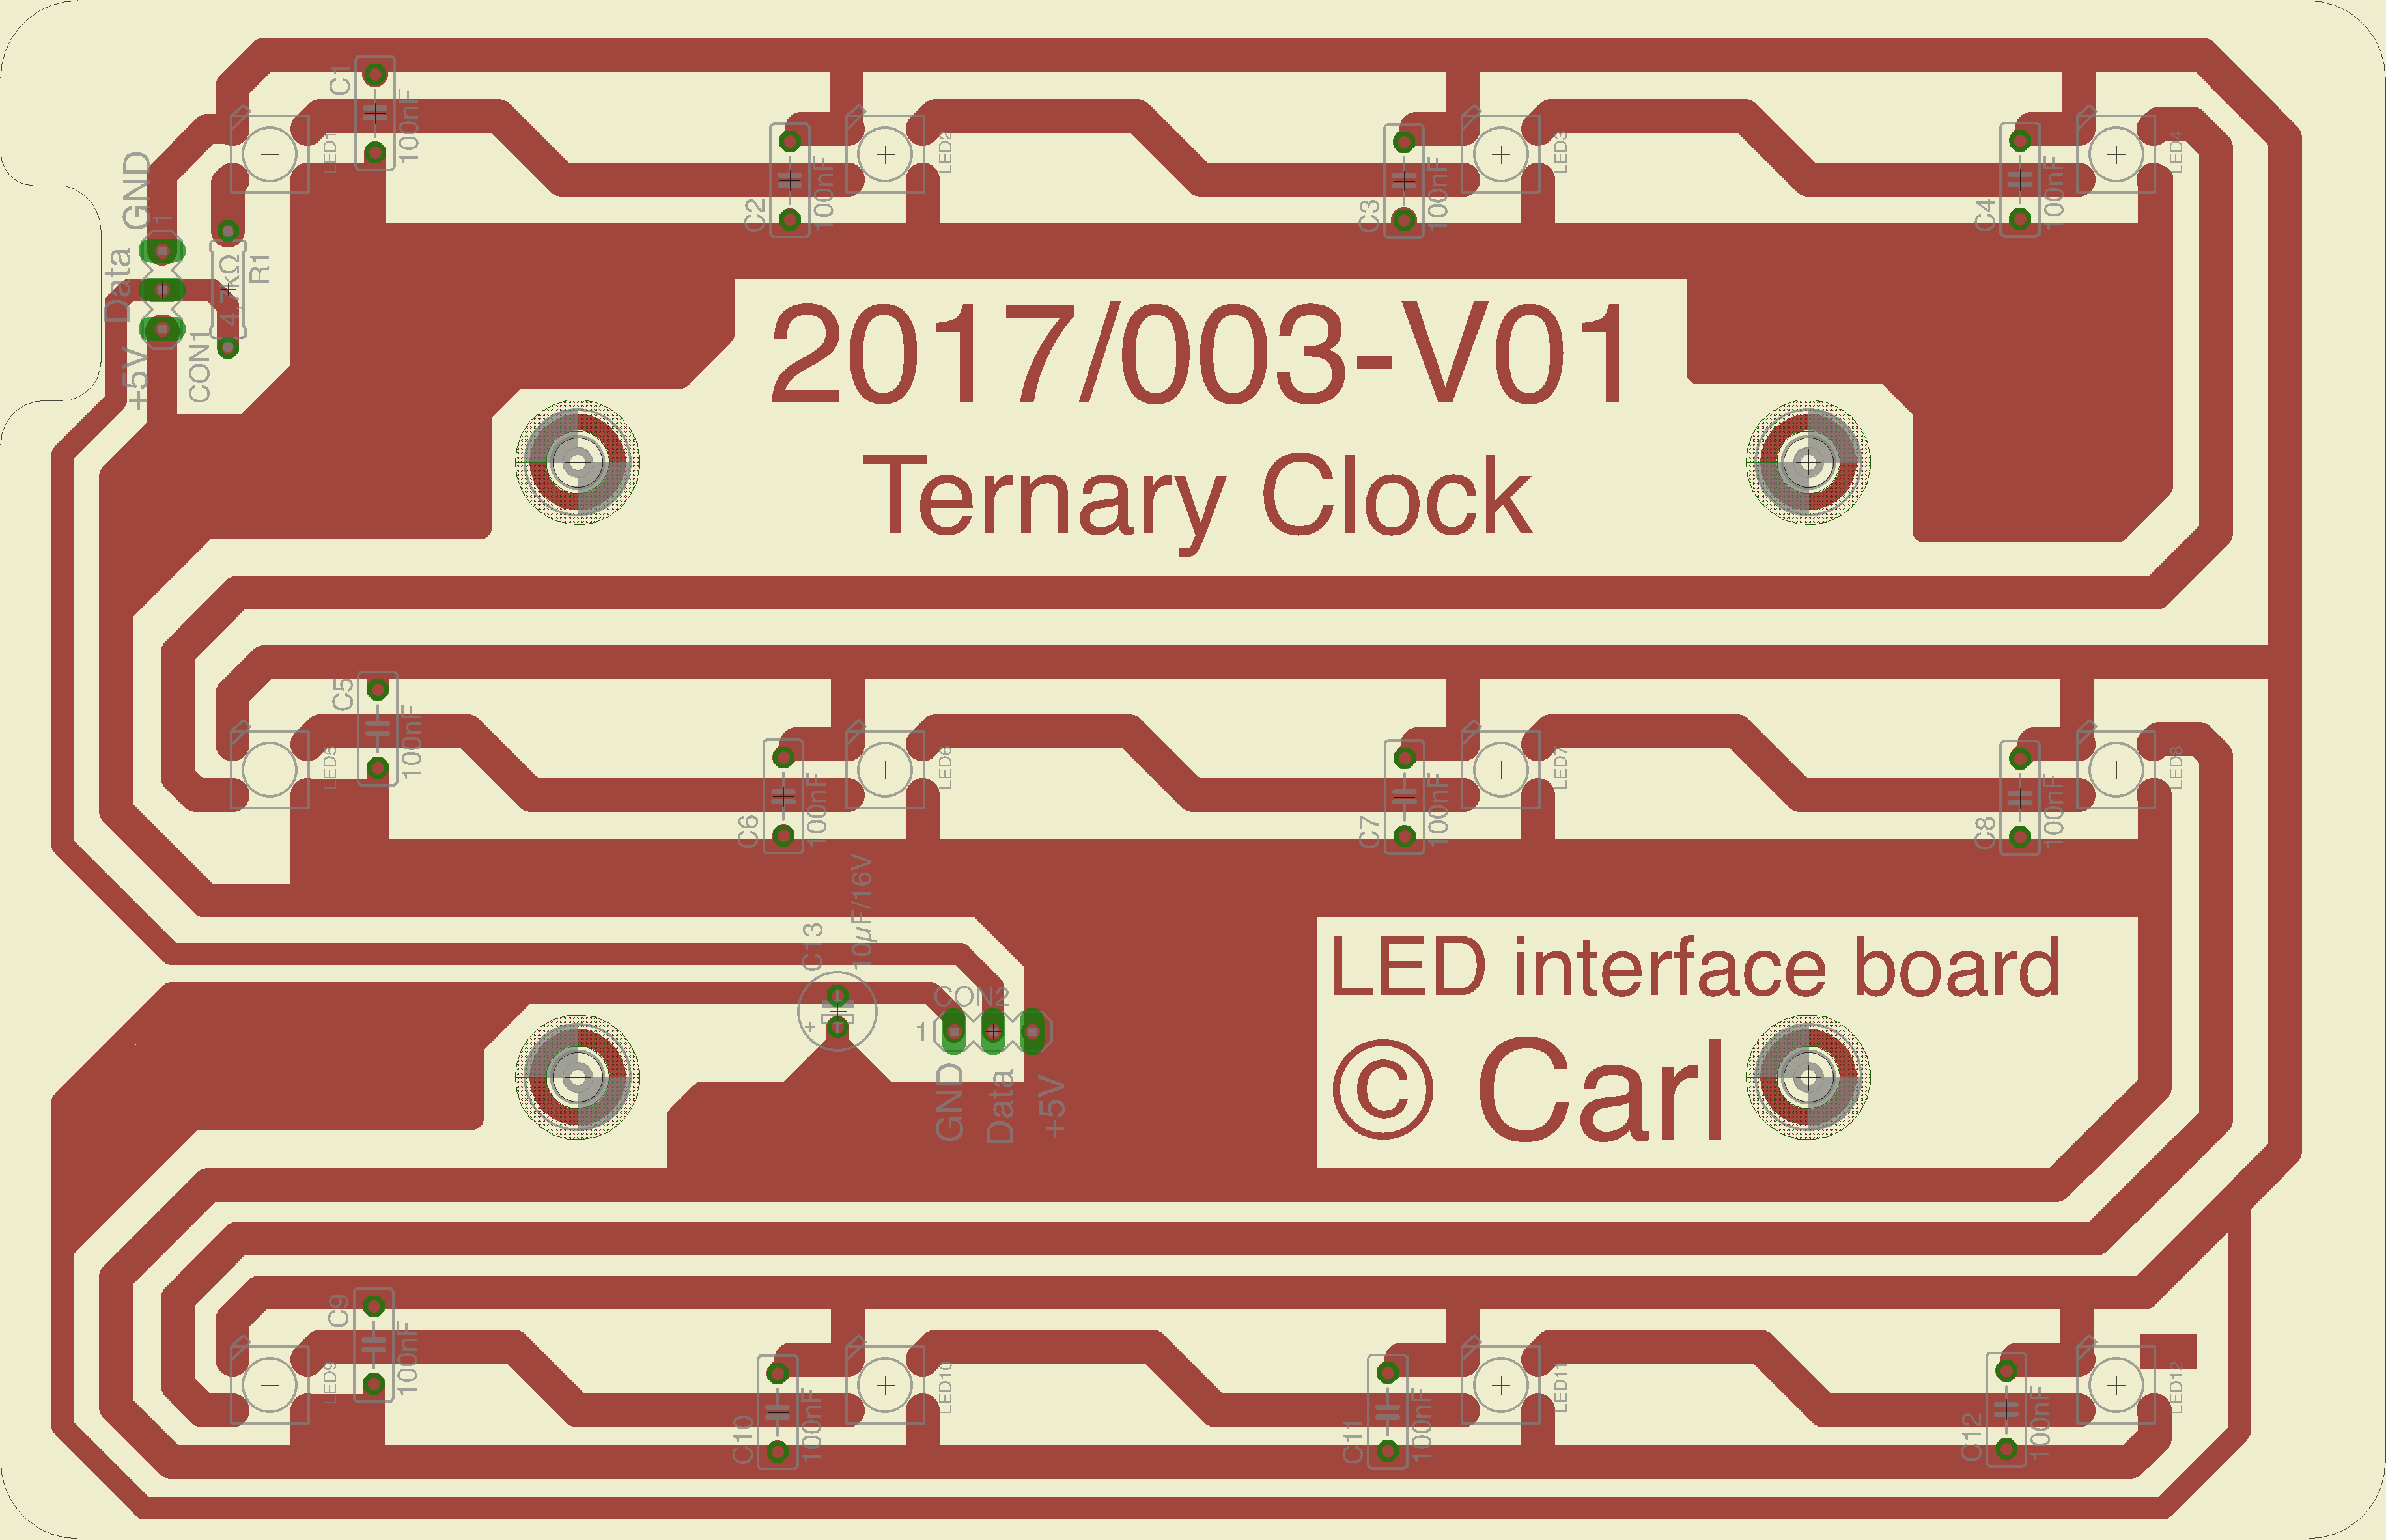 C1
100nF
LED1
C2
100nF
LED2
C3
100nF
LED3
C4
100nF
LED4
GND
Data
+5V
1
CON1
4,7kΩ
R1
2017/003-V01
Ternary Clock
C5
100nF
LED5
C6
100nF
LED6
C7
100nF
LED7
C8
100nF
LED8
C13
10µF/16V
+
CON2
1
GND
Data
+5V
LED interface board
© Carl
C9
100nF
LED9
C10
100nF
LED10
C11
100nF
LED11
C12
100nF
LED12